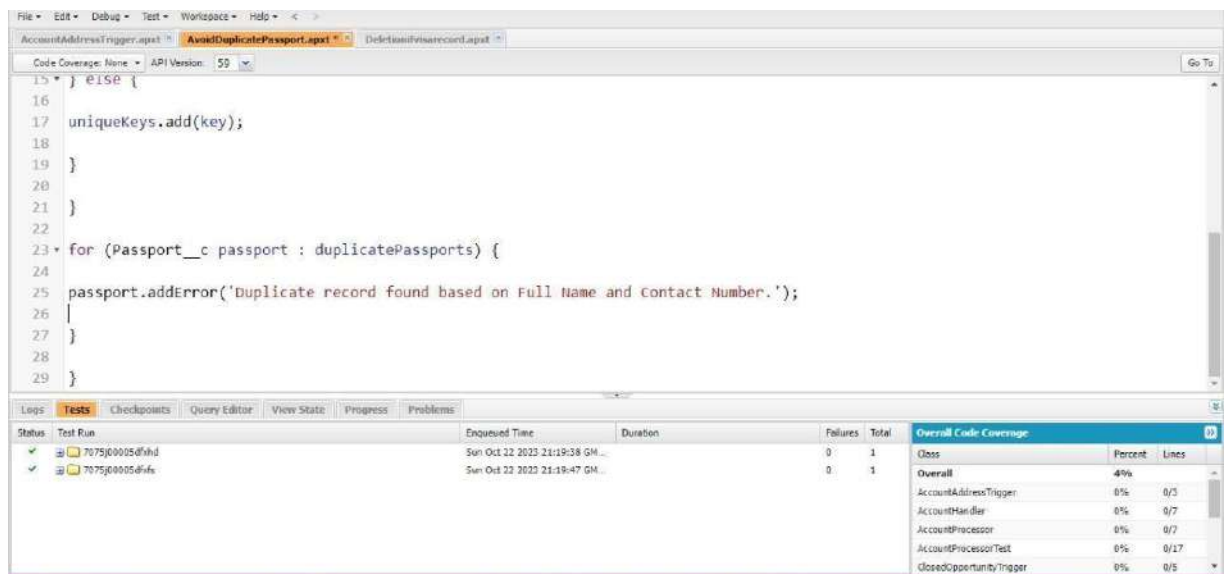 File Edit Debug Test Workspace Help < >
AccountAddressTrigger.apxt AvoidDuplicatePassport.apxt *
Code Coverage: None API Version: 59 Go To
15 } else {
16
17 uniqueKeys.add(key);
18
19 }
20
21 }
22
23 for (Passport__c passport : duplicatePassports) {
24
25 passport.addError('Duplicate record found based on Full Name and Contact Number.');
26
27 }
28
29 }
Logs Tests Checkpoints Query Editor View State Progress Problems
Status Test Run Enqueued Time Duration Failures Total Overall Code Coverage
Sun Oct 22 2023 21:19:38 GM... 0 1 Class Percent Lines
Sun Oct 22 2023 21:19:47 GM... 0 1 Overall 4%
AccountAddressTrigger 0% 0/3
AccountHandler 0% 0/7
AccountProcessor 0% 0/7
AccountProcessorTest 0% 0/17
ClosedOpportunityTrigger 0% 0/5